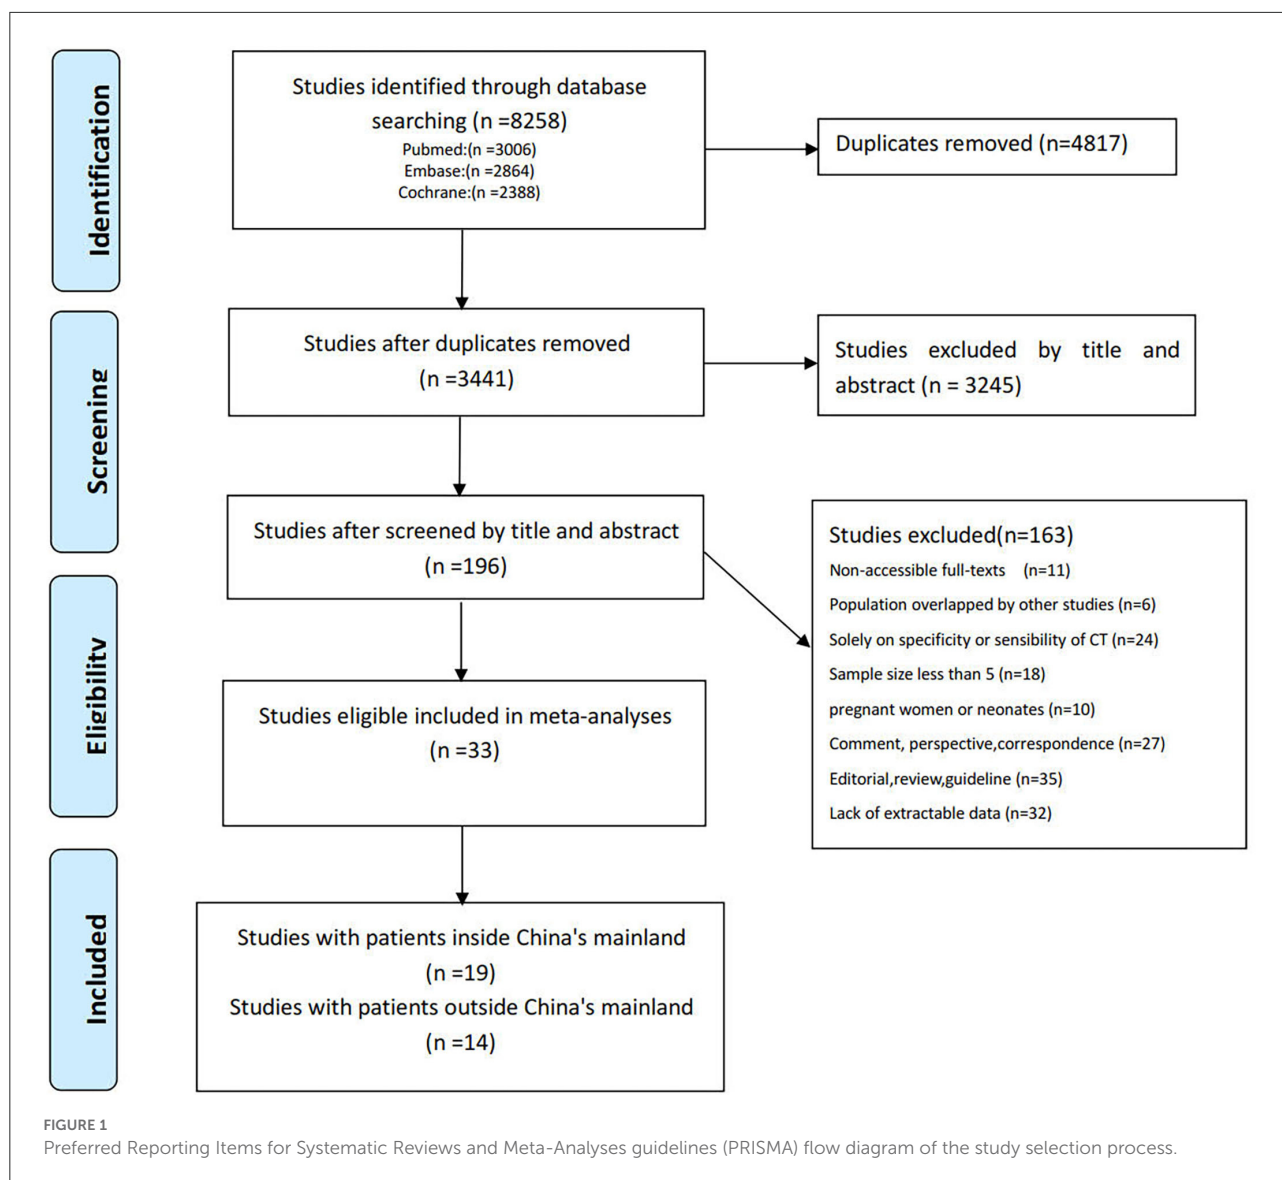 Identification
Studies identified through database
searching (n =8258)
Pubmed:(n =3006)
Embase:(n =2864)
Cochrane:(n =2388)
Duplicates removed (n=4817)
Screening
Studies after duplicates removed
(n =3441)
Studies excluded by title and
abstract (n = 3245)
Studies after screened by title and abstract
(n =196)
Studies excluded(n=163)
Non-accessible full-texts (n=11)
Population overlapped by other studies (n=6)
Solely on specificity or sensibility of CT (n=24)
Sample size less than 5 (n=18)
pregnant women or neonates (n=10)
Comment, perspective,correspondence (n=27)
Editorial,review,guideline (n=35)
Lack of extractable data (n=32)
Eligibility
Studies eligible included in meta-analyses
(n =33)
Included
Studies with patients inside China's mainland
(n =19)
Studies with patients outside China's mainland
(n =14)
FIGURE 1
Preferred Reporting Items for Systematic Reviews and Meta-Analyses guidelines (PRISMA) flow diagram of the study selection process.